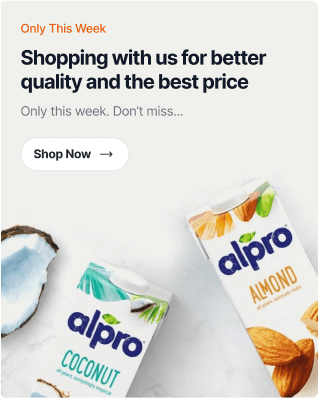 Only This Week
Shopping with us for better
quality and the best price
Only this week. Don't miss...
Shop Now
alpro
ALMOND
alpro
COCONUT